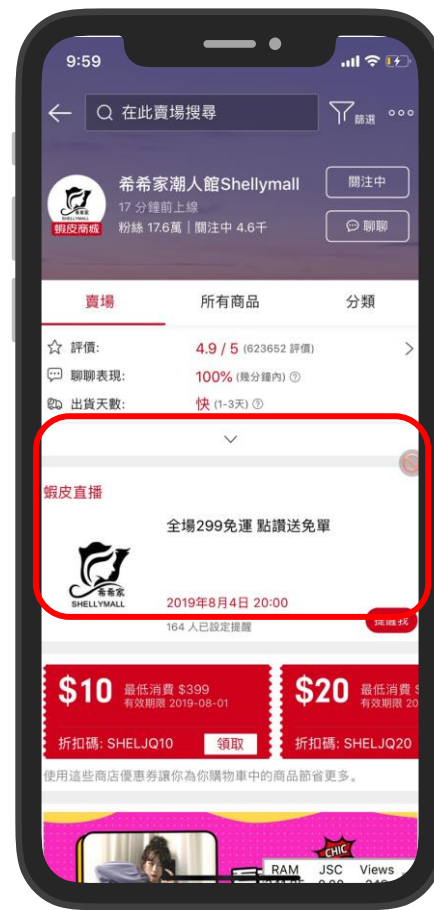 9:59
在此賣場搜尋
篩選
希希家潮人館Shellymall
關注中
17 分鐘前上線
粉絲 17.6萬 | 關注中 4.6千
聊聊
希希家
SHELLYMALL
蝦皮商城
賣場 所有商品 分類
評價: 4.9 / 5 (623652 評價)
聊聊表現: 100% (幾分鐘內)
出貨天數: 快 (1-3天)
蝦皮直播
全場299免運 點讚送免單
希希家
SHELLYMALL
2019年8月4日 20:00
164 人已設定提醒
提醒我
$10 最低消費 $399
有效期限 2019-08-01
折扣碼: SHELJQ10 領取
$20 最低消費
有效期限 20
折扣碼: SHELJQ20
使用這些商店優惠券讓你為你購物車中的商品節省更多。
CHIC
RAM JSC Views